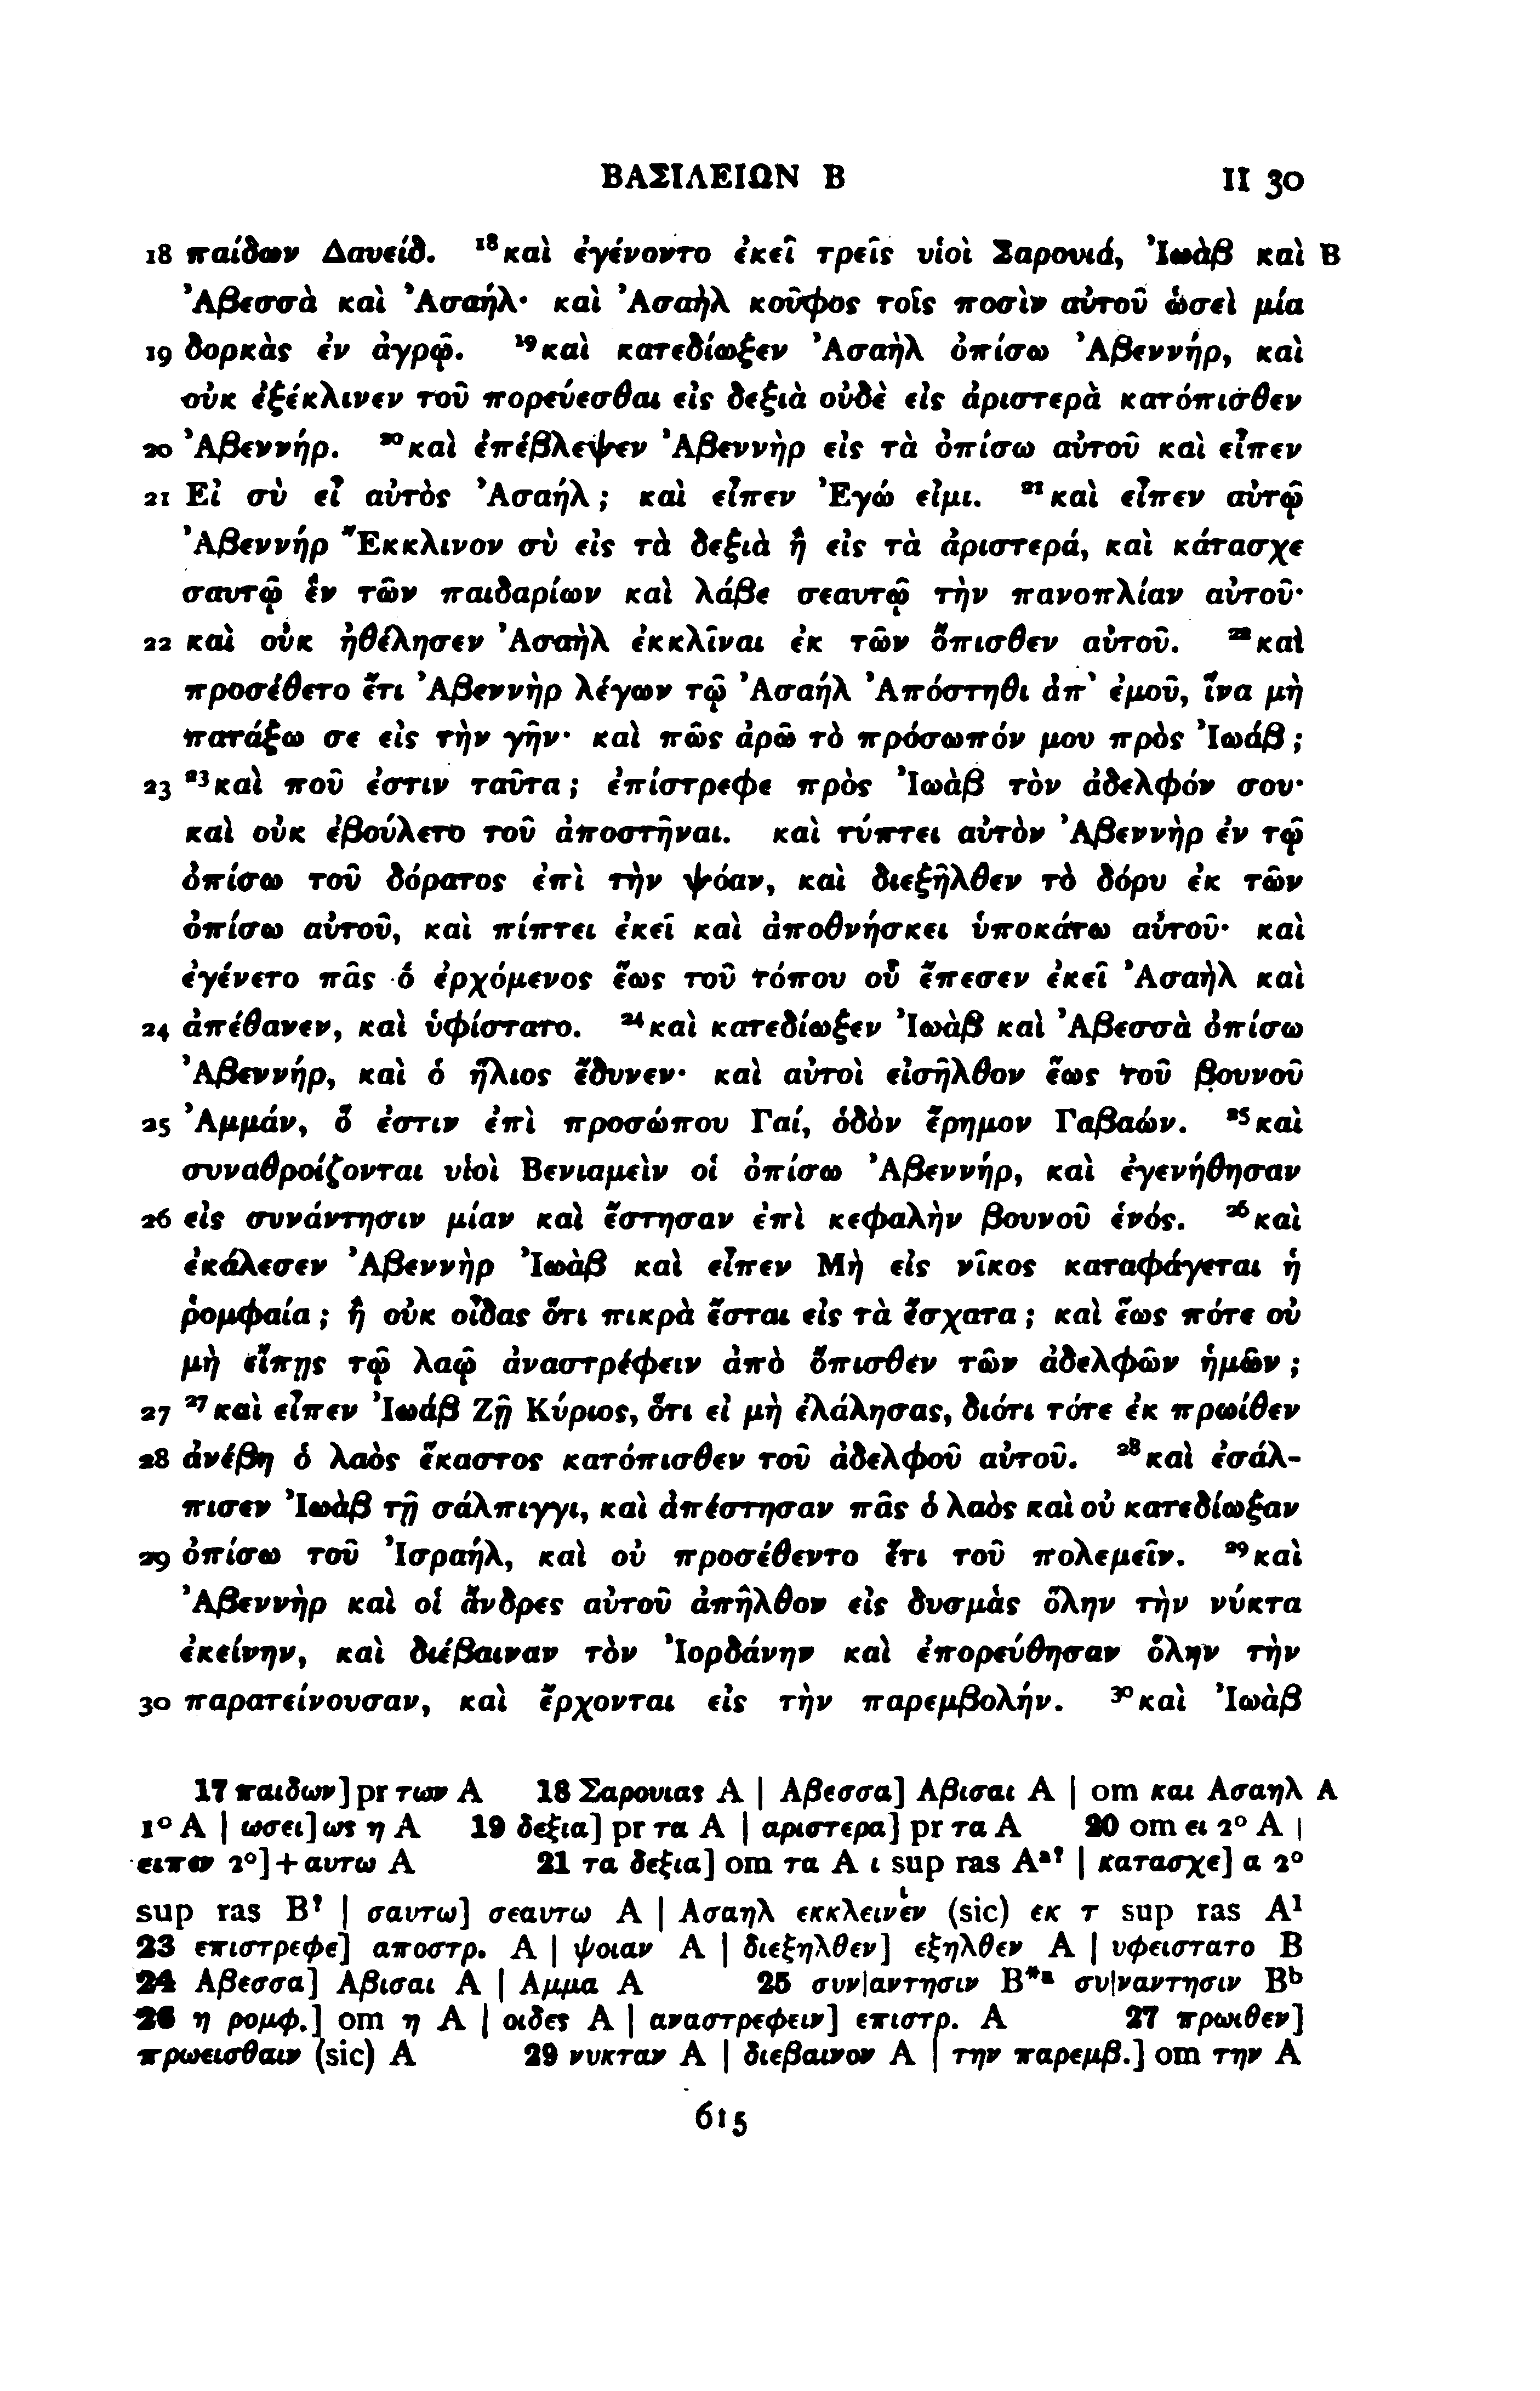 ΒΑΣΙΛΕΙΩΝ Β II 30
18 παίδων Δαυείδ. ¹⁸καὶ ἐγένοντο ἐκεῖ τρεῖς υἱοὶ Σαρουιά, Ἰωὰβ καὶ B
Ἀβεσσὰ καὶ Ἀσαήλ· καὶ Ἀσαὴλ κοῦφος τοῖς ποσὶν αὐτοῦ ὡσεὶ μία
19 δορκὰς ἐν ἀγρῷ. ¹⁹καὶ κατεδίωξεν Ἀσαὴλ ὀπίσω Ἀβεννήρ, καὶ
οὐκ ἐξέκλινεν τοῦ πορεύεσθαι εἰς δεξιὰ οὐδὲ εἰς ἀριστερὰ κατόπισθεν
20 Ἀβεννήρ. ²⁰καὶ ἐπέβλεψεν Ἀβεννὴρ εἰς τὰ ὀπίσω αὐτοῦ καὶ εἶπεν
21 Εἰ σὺ εἶ αὐτὸς Ἀσαήλ; καὶ εἶπεν Ἐγώ εἰμι. ²¹καὶ εἶπεν αὐτῷ
Ἀβεννήρ Ἔκκλινον σὺ εἰς τὰ δεξιὰ ἢ εἰς τὰ ἀριστερά, καὶ κάτασχε
σαυτῷ ἓν τῶν παιδαρίων καὶ λάβε σεαυτῷ τὴν πανοπλίαν αὐτοῦ·
22 καὶ οὐκ ἠθέλησεν Ἀσαὴλ ἐκκλῖναι ἐκ τῶν ὄπισθεν αὐτοῦ. ²²καὶ
προσέθετο ἔτι Ἀβεννὴρ λέγων τῷ Ἀσαήλ Ἀπόστηθι ἀπ᾽ ἐμοῦ, ἵνα μὴ
πατάξω σε εἰς τὴν γῆν· καὶ πῶς ἀρῶ τὸ πρόσωπόν μου πρὸς Ἰωάβ;
23 ²³καὶ ποῦ ἐστιν ταῦτα; ἐπίστρεφε πρὸς Ἰωὰβ τὸν ἀδελφόν σου·
καὶ οὐκ ἐβούλετο τοῦ ἀποστῆναι. καὶ τύπτει αὐτὸν Ἀβεννὴρ ἐν τῷ
ὀπίσω τοῦ δόρατος ἐπὶ τὴν ψόαν, καὶ διεξῆλθεν τὸ δόρυ ἐκ τῶν
ὀπίσω αὐτοῦ, καὶ πίπτει ἐκεῖ καὶ ἀποθνήσκει ὑποκάτω αὐτοῦ· καὶ
ἐγένετο πᾶς ὁ ἐρχόμενος ἕως τοῦ τόπου οὗ ἔπεσεν ἐκεῖ Ἀσαὴλ καὶ
24 ἀπέθανεν, καὶ ὑφίστατο. ²⁴καὶ κατεδίωξεν Ἰωὰβ καὶ Ἀβεσσὰ ὀπίσω
Ἀβεννήρ, καὶ ὁ ἥλιος ἔδυνεν· καὶ αὐτοὶ εἰσῆλθον ἕως τοῦ βουνοῦ
25 Ἀμμάν, ὅ ἐστιν ἐπὶ προσώπου Γαί, ὁδὸν ἔρημον Γαβαών. ²⁵καὶ
συναθροίζονται υἱοὶ Βενιαμεὶν οἱ ὀπίσω Ἀβεννήρ, καὶ ἐγενήθησαν
26 εἰς συνάντησιν μίαν καὶ ἔστησαν ἐπὶ κεφαλὴν βουνοῦ ἑνός. ²⁶καὶ
ἐκάλεσεν Ἀβεννὴρ Ἰωὰβ καὶ εἶπεν Μὴ εἰς νῖκος καταφάγεται ἡ
ῥομφαία; ἢ οὐκ οἶδας ὅτι πικρὰ ἔσται εἰς τὰ ἔσχατα; καὶ ἕως πότε οὐ
μὴ εἴπῃς τῷ λαῷ ἀναστρέφειν ἀπὸ ὄπισθεν τῶν ἀδελφῶν ἡμῶν;
27 ²⁷καὶ εἶπεν Ἰωάβ Ζῇ Κύριος, ὅτι εἰ μὴ ἐλάλησας, διότι τότε ἐκ πρωίθεν
28 ἀνέβη ὁ λαὸς ἕκαστος κατόπισθεν τοῦ ἀδελφοῦ αὐτοῦ. ²⁸καὶ ἐσάλ-
πισεν Ἰωὰβ τῇ σάλπιγγι, καὶ ἀπέστησαν πᾶς ὁ λαὸς καὶ οὐ κατεδίωξαν
29 ὀπίσω τοῦ Ἰσραήλ, καὶ οὐ προσέθεντο ἔτι τοῦ πολεμεῖν. ²⁹καὶ
Ἀβεννὴρ καὶ οἱ ἄνδρες αὐτοῦ ἀπῆλθον εἰς δυσμὰς ὅλην τὴν νύκτα
ἐκείνην, καὶ διέβαιναν τὸν Ἰορδάνην καὶ ἐπορεύθησαν ὅλην τὴν
30 παρατείνουσαν, καὶ ἔρχονται εἰς τὴν παρεμβολήν. ³⁰καὶ Ἰωὰβ
17 παιδων] pr των A 18 Σαρουιας A | Αβεσσα] Αβισαι A | om και Ασαηλ A
1° A | ωσει] ως η A 19 δεξια] pr τα A | αριστερα] pr τα A 20 om ει 2° A |
ειπεν 2°] + αυτω A 21 τα δεξια] om τα A ι sup ras Aᵃ? | κατασχε] α 2°
sup ras B? | σαυτω] σεαυτω A | Ασαηλ εκκλεινἑν (sic) εκ τ sup ras A¹
23 επιστρεφε] αποστρ. A | ψοιαν A | διεξηλθεν] εξηλθεν A | υφειστατο B
24 Αβεσσα] Αβισαι A | Αμμα A 25 συν|αντησιν B*ᵃ συ|ναντησιν Bᵇ
26 η ρομφ.] om η A | οιδες A | αναστρεφειν] επιστρ. A 27 πρωιθεν]
πρωεισθαιν (sic) A 29 νυκταν A | διεβαινον A | την παρεμβ.] om την A
615